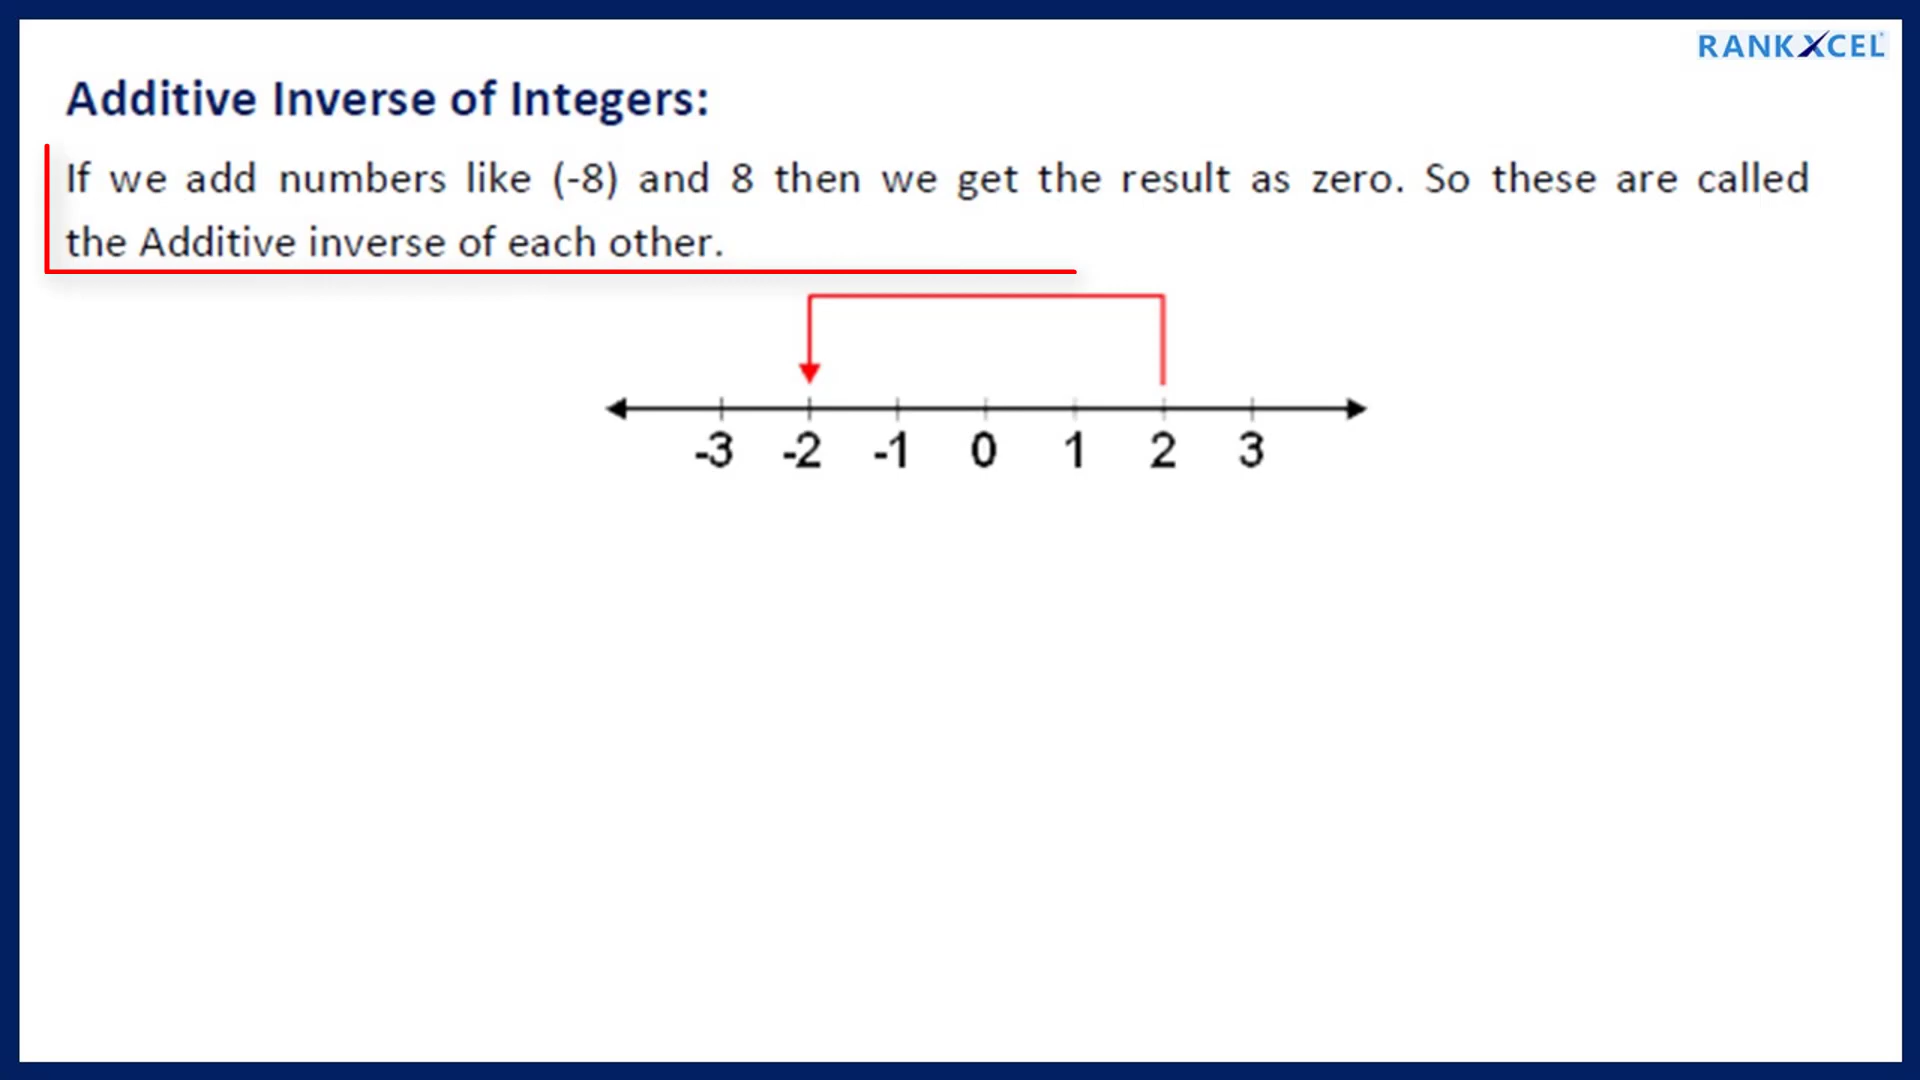 RANKXCEL
Additive Inverse of Integers:
If we add numbers like (-8) and 8 then we get the result as zero. So these are called
the Additive inverse of each other.
-3 -2 -1 0 1 2 3